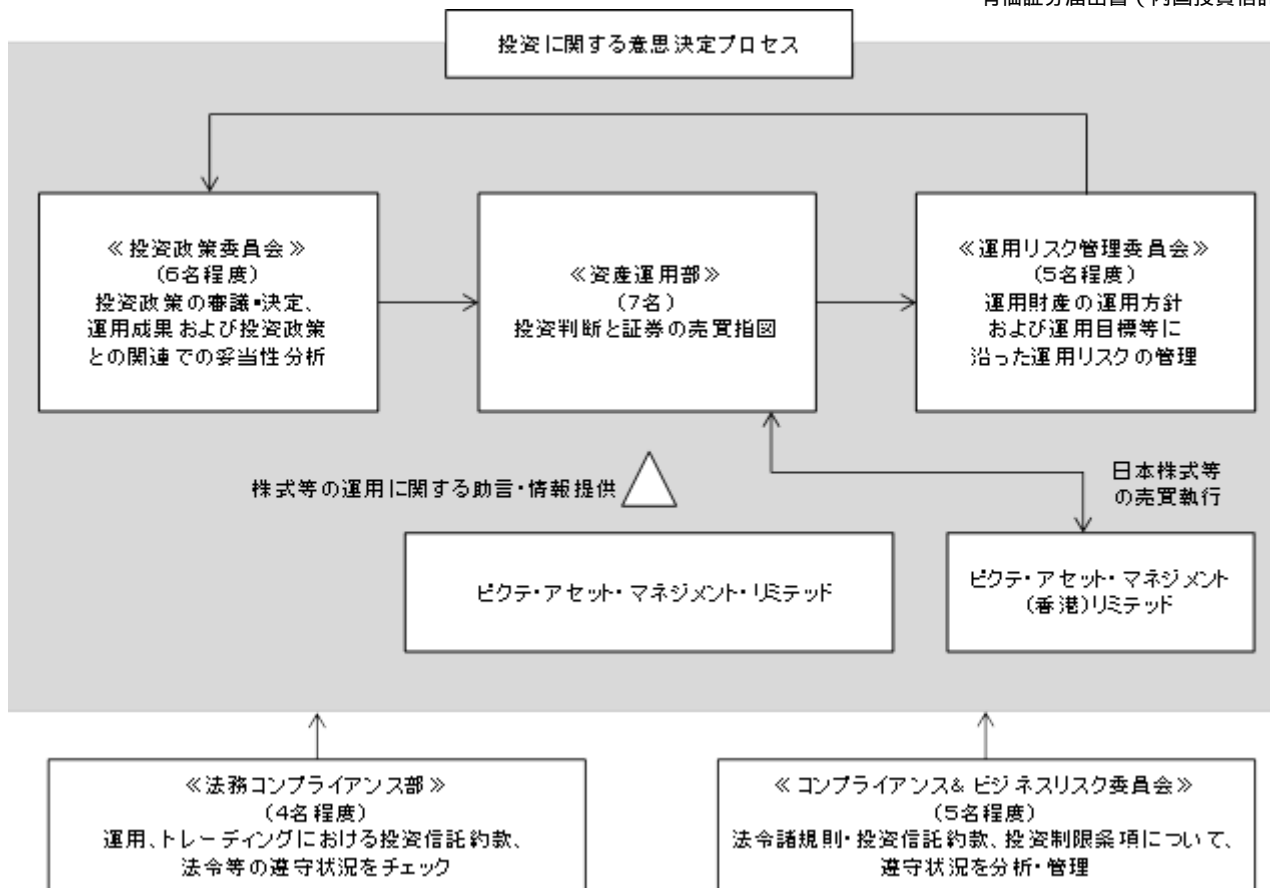 投資に関する意思決定プロセス
≪投資政策委員会≫
(6名程度)
投資政策の審議・決定、
運用成果および投資政策
との関連での妥当性分析
≪資産運用部≫
(7名)
投資判断と証券の売買指図
≪運用リスク管理委員会≫
(5名程度)
運用財産の運用方針
および運用目標等に
沿った運用リスクの管理
株式等の運用に関する助言・情報提供
日本株式等
の売買執行
ピクテ・アセット・マネジメント・リミテッド
ピクテ・アセット・マネジメント
(香港)リミテッド
≪法務コンプライアンス部≫
(4名程度)
運用、トレーディングにおける投資信託約款、
法令等の遵守状況をチェック
≪コンプライアンス& ビジネスリスク委員会≫
(5名程度)
法令諸規則・投資信託約款、投資制限条項について、
遵守状況を分析・管理